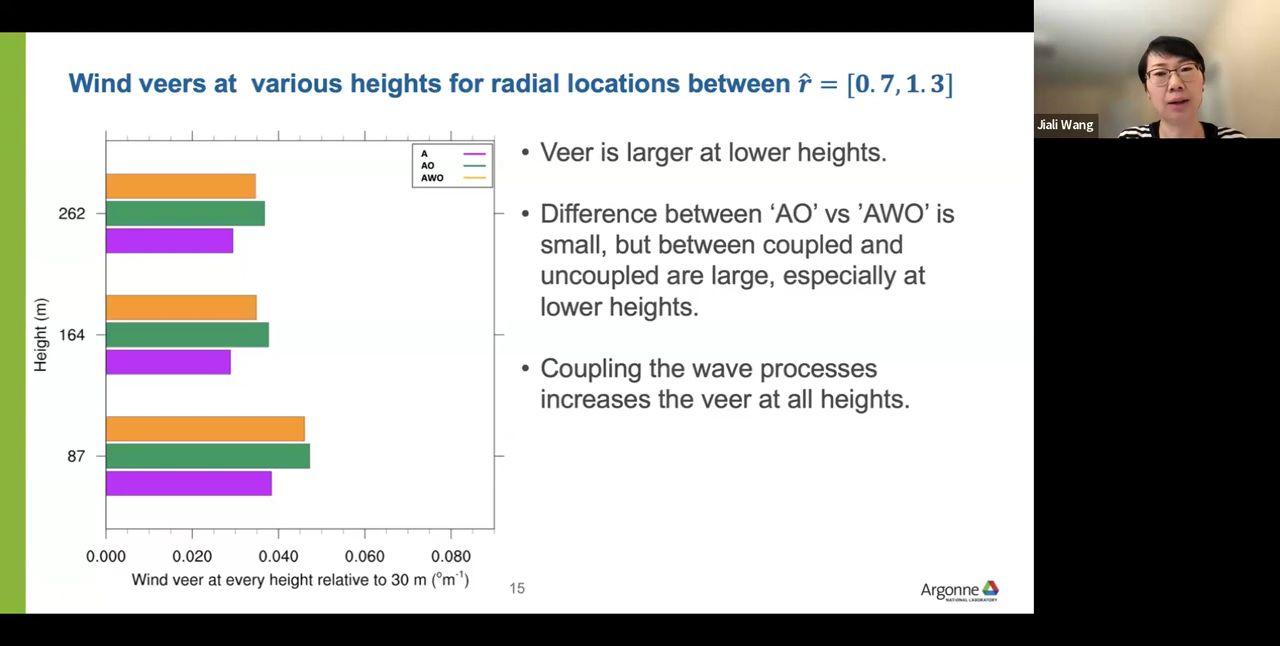 Wind veers at various heights for radial locations between r̂ = [0.7, 1.3]
Jiali Wang
A
AO
AWO
262
164
87
Height (m)
0.000 0.020 0.040 0.060 0.080
Wind veer at every height relative to 30 m (°m⁻¹)
• Veer is larger at lower heights.
• Difference between ‘AO’ vs ’AWO’ is
small, but between coupled and
uncoupled are large, especially at
lower heights.
• Coupling the wave processes
increases the veer at all heights.
15
Argonne
NATIONAL LABORATORY